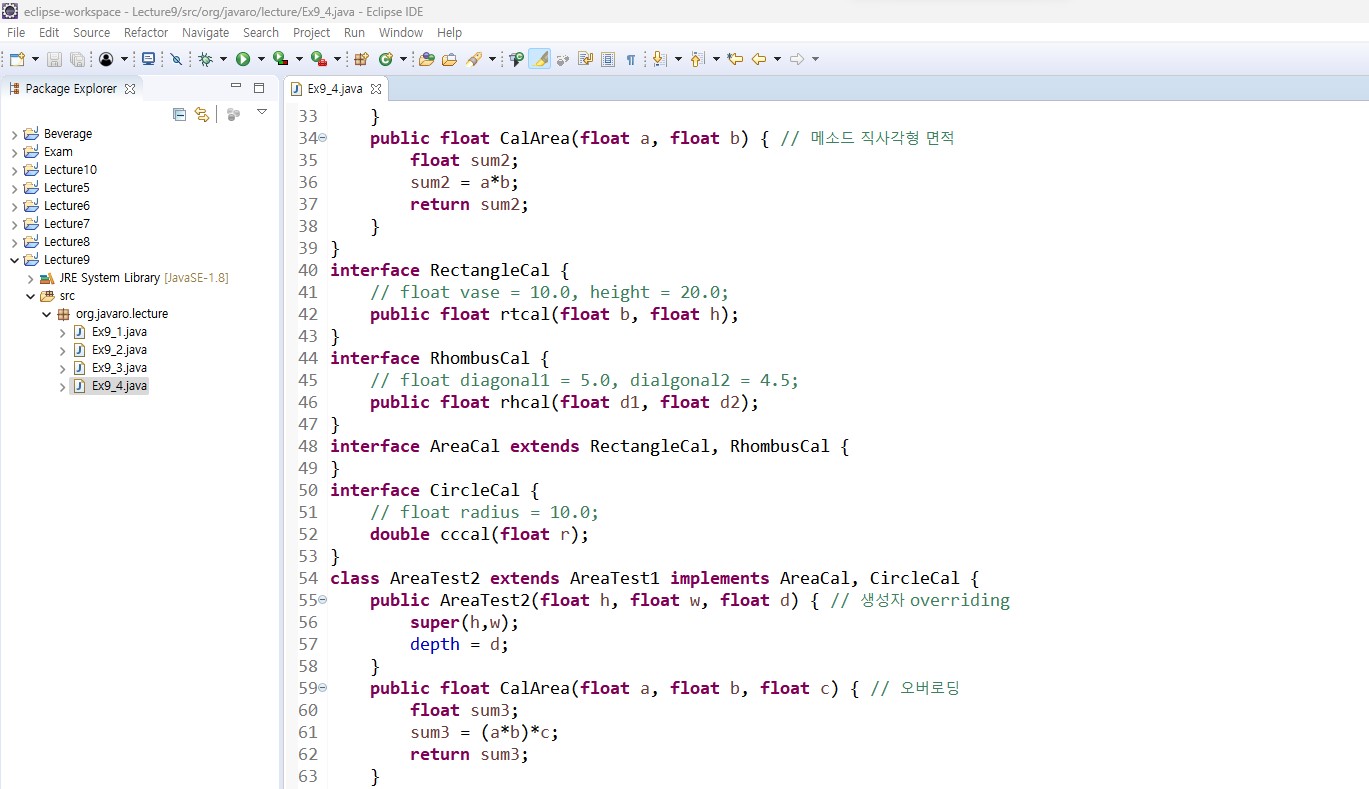 eclipse-workspace - Lecture9/src/org/javaro/lecture/Ex9_4.java - Eclipse IDE
File Edit Source Refactor Navigate Search Project Run Window Help
Package Explorer
Beverage
Exam
Lecture10
Lecture5
Lecture6
Lecture7
Lecture8
Lecture9
JRE System Library [JavaSE-1.8]
src
org.javaro.lecture
Ex9_1.java
Ex9_2.java
Ex9_3.java
Ex9_4.java
Ex9_4.java
33 }
34 public float CalArea(float a, float b) { // 메소드 직사각형 면적
35 float sum2;
36 sum2 = a*b;
37 return sum2;
38 }
39 }
40 interface RectangleCal {
41 // float vase = 10.0, height = 20.0;
42 public float rtcal(float b, float h);
43 }
44 interface RhombusCal {
45 // float diagonal1 = 5.0, dialgonal2 = 4.5;
46 public float rhcal(float d1, float d2);
47 }
48 interface AreaCal extends RectangleCal, RhombusCal {
49 }
50 interface CircleCal {
51 // float radius = 10.0;
52 double cccal(float r);
53 }
54 class AreaTest2 extends AreaTest1 implements AreaCal, CircleCal {
55 public AreaTest2(float h, float w, float d) { // 생성자 overriding
56 super(h,w);
57 depth = d;
58 }
59 public float CalArea(float a, float b, float c) { // 오버로딩
60 float sum3;
61 sum3 = (a*b)*c;
62 return sum3;
63 }